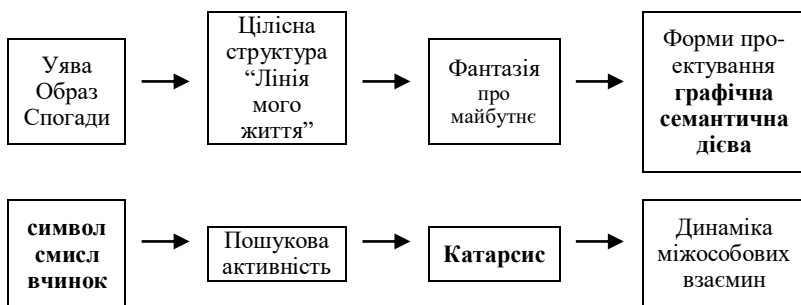 Уява
Образ
Спогади
Цілісна
структура
“Лінія
мого
життя”
Фантазія
про
майбутнє
Форми про-
ектування
графічна
семантична
дієва
символ
смисл
вчинок
Пошукова
активність
Катарсис
Динаміка
міжособових
взаємин